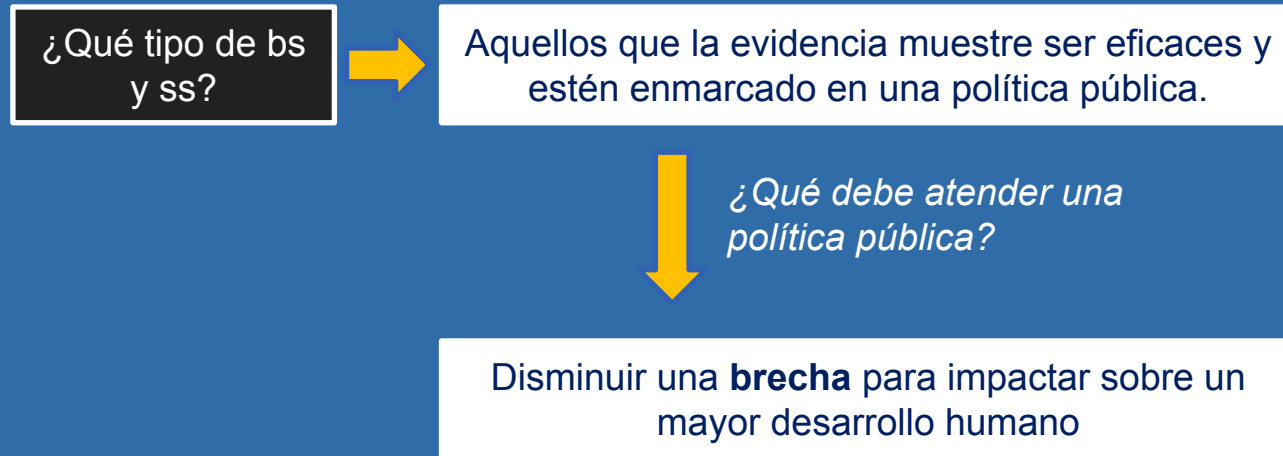 ¿Qué tipo de bs
y ss?
Aquellos que la evidencia muestre ser eficaces y
estén enmarcado en una política pública.
¿Qué debe atender una
política pública?
Disminuir una brecha para impactar sobre un
mayor desarrollo humano